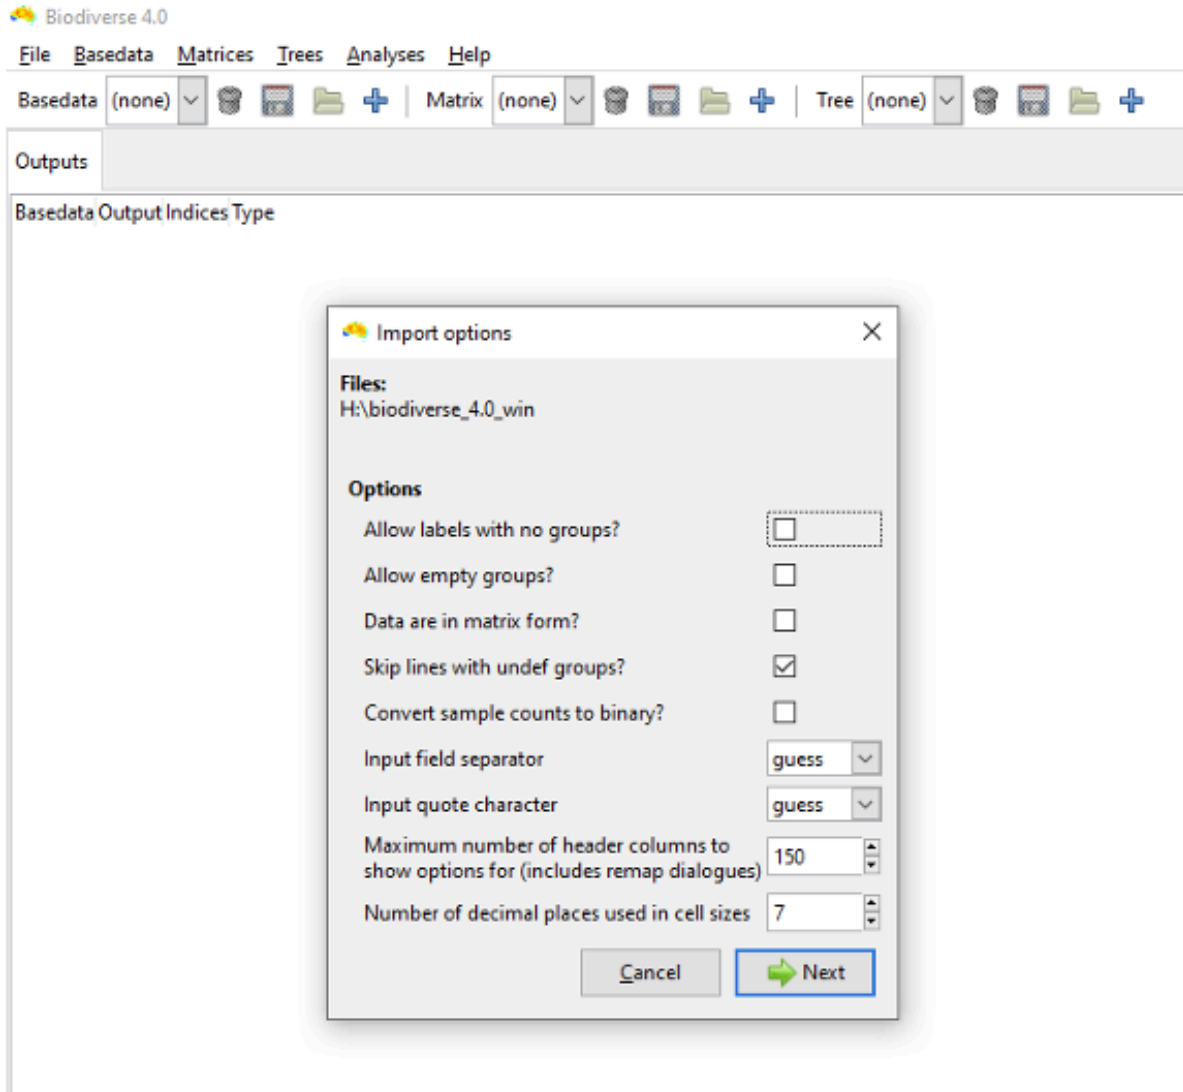 Biodiverse 4.0
File Basedata Matrices Trees Analyses Help
Basedata (none) Matrix (none) Tree (none)
Outputs
Basedata Output Indices Type
Import options
Files:
H:\biodiverse_4.0_win
Options
Allow labels with no groups?
Allow empty groups?
Data are in matrix form?
Skip lines with undef groups?
Convert sample counts to binary?
Input field separator guess
Input quote character guess
Maximum number of header columns to
show options for (includes remap dialogues) 150
Number of decimal places used in cell sizes 7
Cancel Next